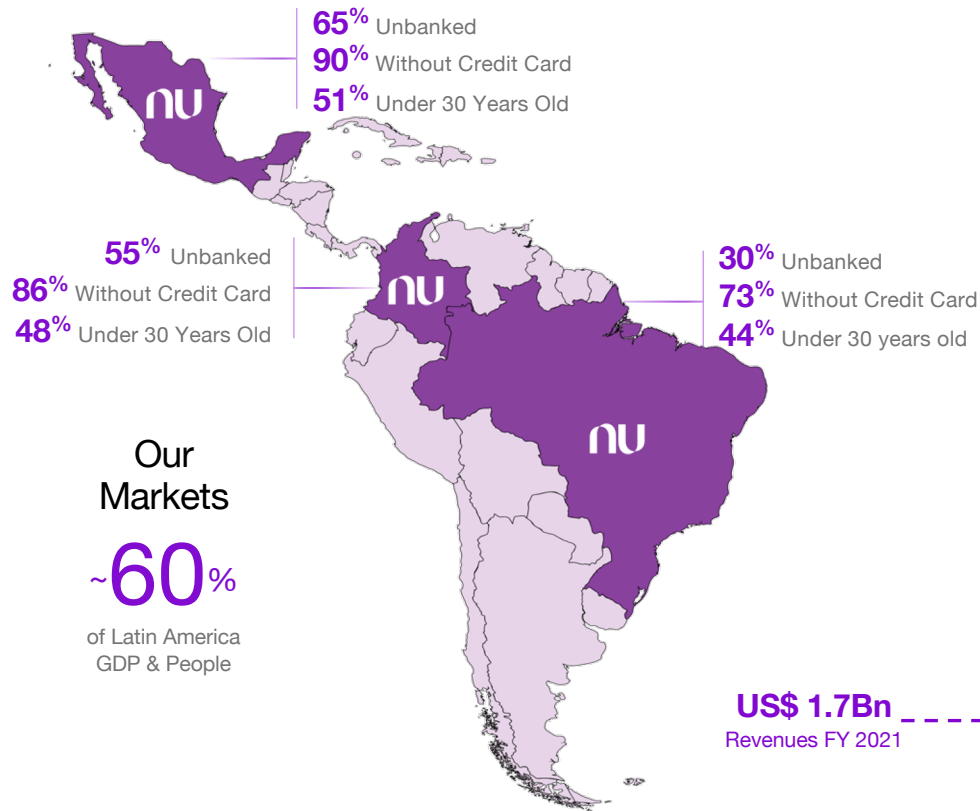 65% Unbanked
90% Without Credit Card
51% Under 30 Years Old
nu
55% Unbanked
86% Without Credit Card
48% Under 30 Years Old
nu
30% Unbanked
73% Without Credit Card
44% Under 30 years old
nu
Our
Markets
~60%
of Latin America
GDP & People
US$ 1.7Bn
Revenues FY 2021